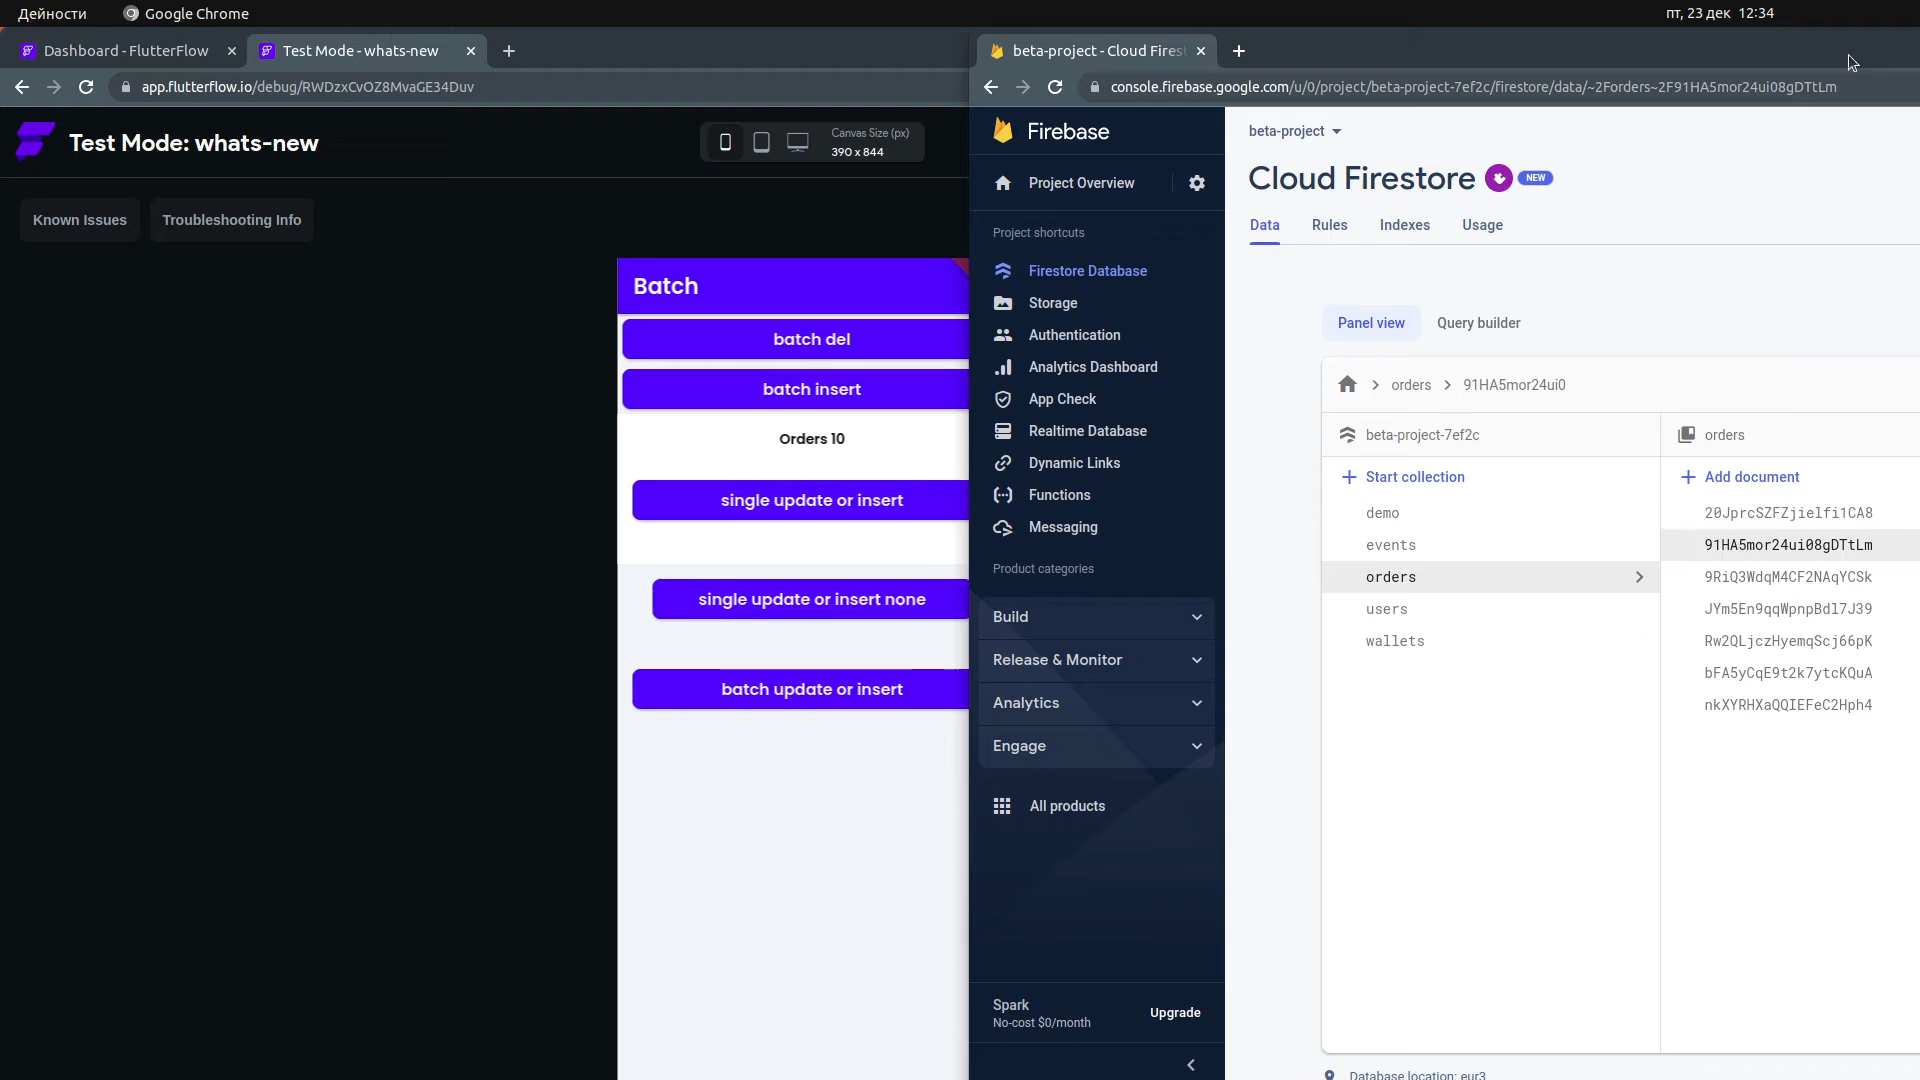 Дейности
Google Chrome
пт, 23 дек 12:34
Dashboard - FlutterFlow
Test Mode - whats-new
app.flutterflow.io/debug/RWDzxCvOZ8MvaGE34Duv
Test Mode: whats-new
Canvas Size (px)
390 x 844
Known Issues
Troubleshooting Info
Batch
batch del
batch insert
Orders 10
single update or insert
single update or insert none
batch update or insert
beta-project - Cloud Fires
console.firebase.google.com/u/0/project/beta-project-7ef2c/firestore/data/~2Forders~2F91HA5mor24ui08gDTtLm
Firebase
Project Overview
Project shortcuts
Firestore Database
Storage
Authentication
Analytics Dashboard
App Check
Realtime Database
Dynamic Links
Functions
Messaging
Product categories
Build
Release & Monitor
Analytics
Engage
All products
Spark
No-cost $0/month
Upgrade
beta-project
Cloud Firestore
NEW
Data
Rules
Indexes
Usage
Panel view
Query builder
orders
91HA5mor24ui0
beta-project-7ef2c
Start collection
demo
events
orders
users
wallets
orders
Add document
20JprcSZFZjielfi1CA8
91HA5mor24ui08gDTtLm
9RiQ3WdqM4CF2NAqYCSk
JYm5En9qqWpnpBdl7J39
Rw2QLjczHyemqScj66pK
bFA5yCqE9t2k7ytcKQuA
nkXYRHXaQQIEFeC2Hph4
Database location: eur3